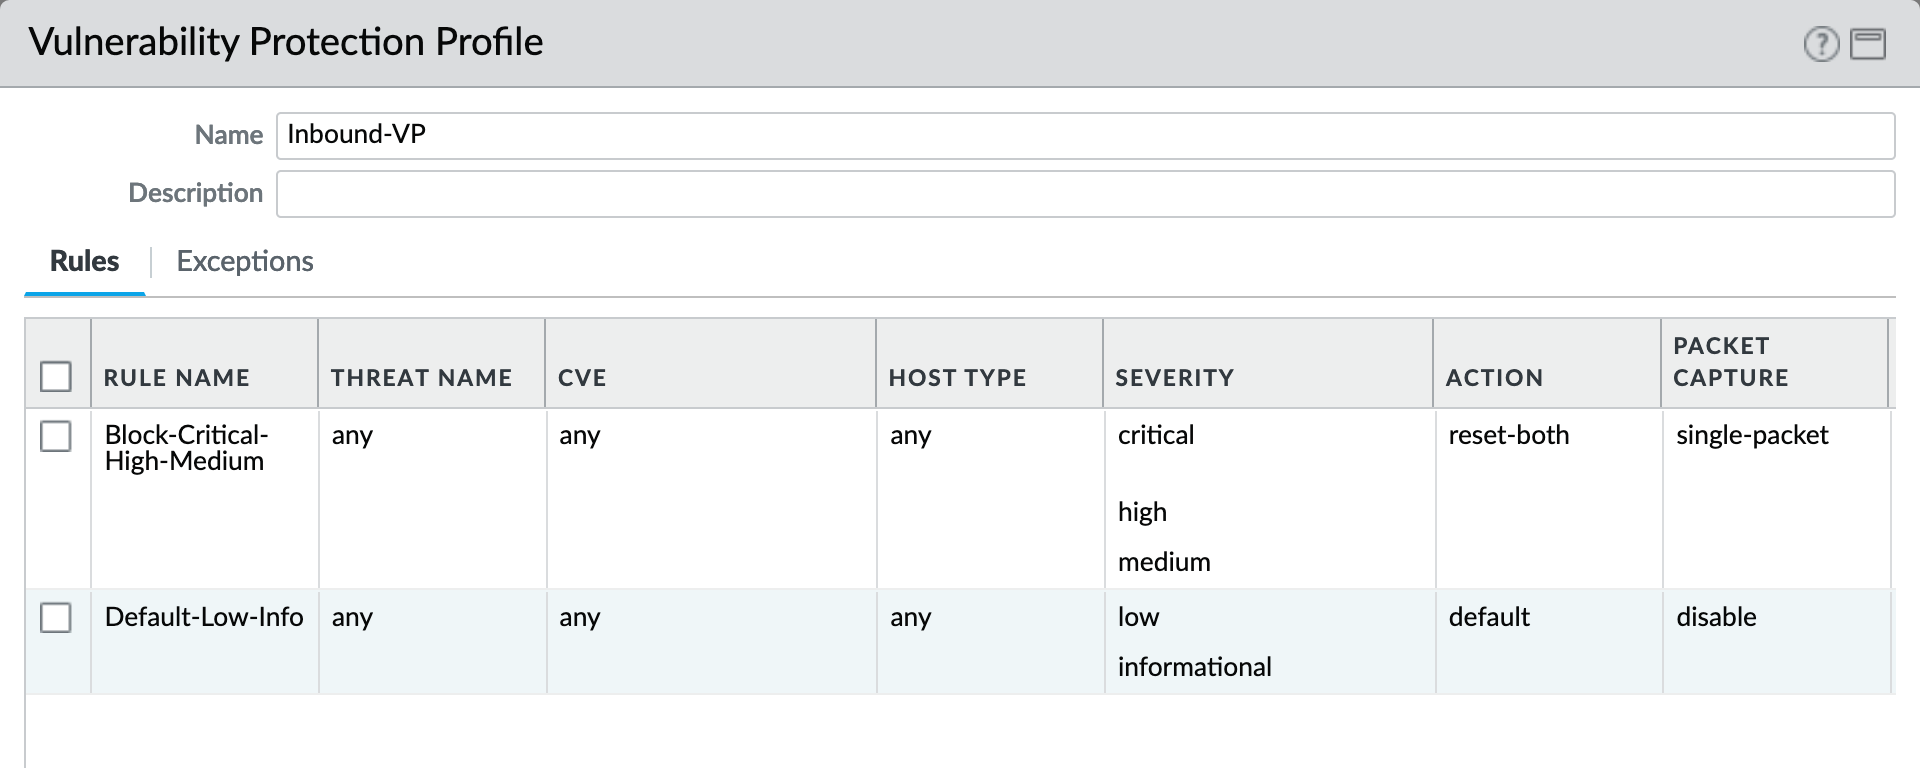 Vulnerability Protection Profile
?
Name Inbound-VP
Description
Rules Exceptions
RULE NAME THREAT NAME CVE HOST TYPE SEVERITY ACTION PACKET CAPTURE
Block-Critical-High-Medium any any any critical reset-both single-packet
high
medium
Default-Low-Info any any any low default disable
informational